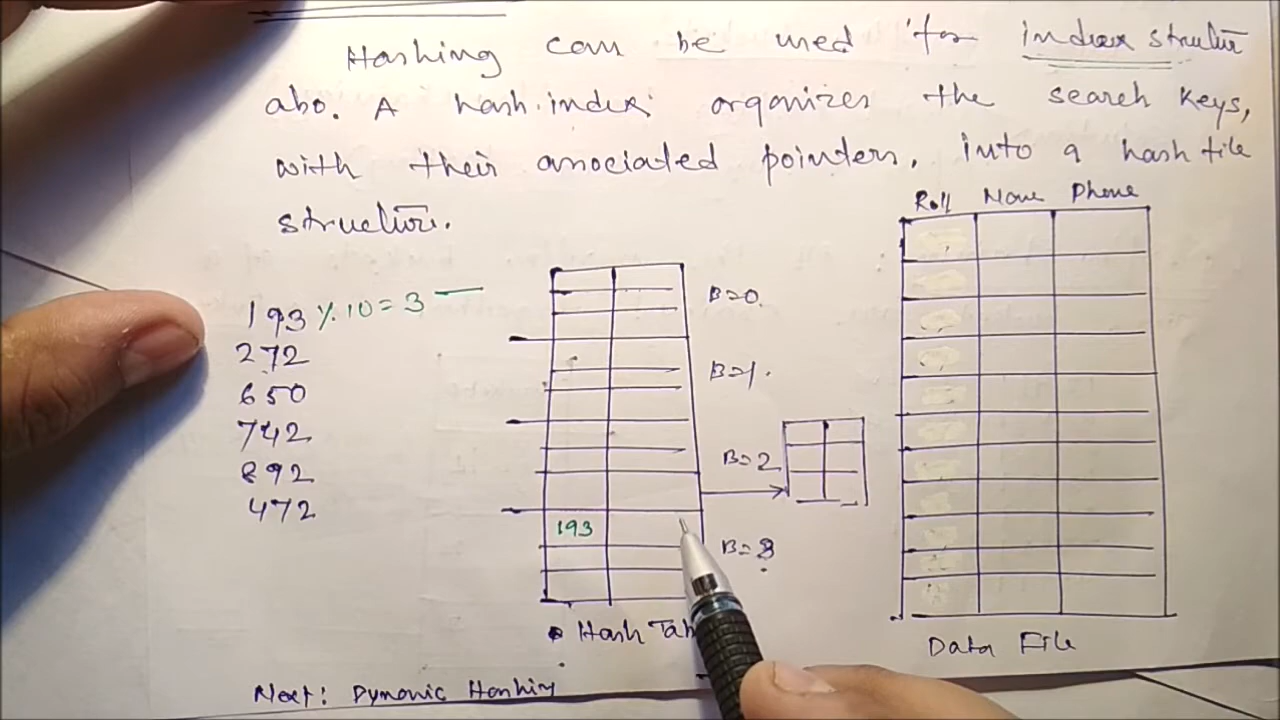 Hashing can be used for index structur
also. A hash index organizes the search keys,
with their associated pointers, into a hash file
structure.
Roll Name Phone
193 % 10 = 3
272
650
742
892
472
B=0
B=1
B=2
193
B=3
Hash Tab
Data File
Next: Dynamic Hashing